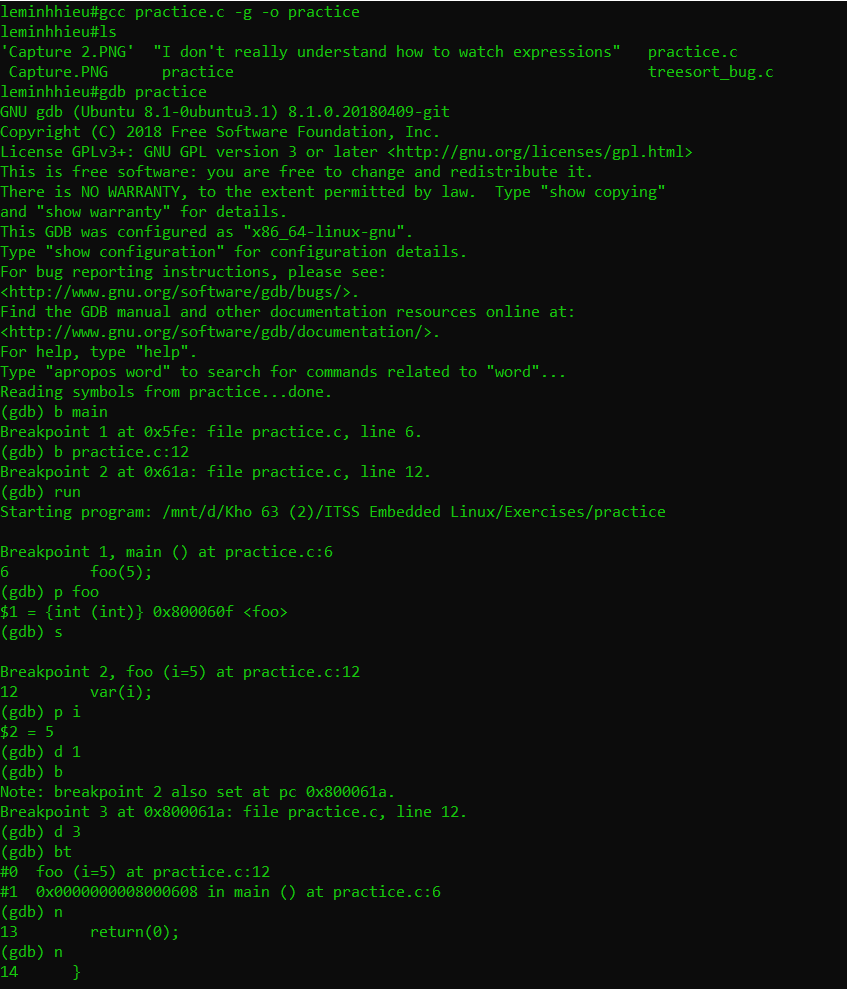 leminhhieu#gcc practice.c -g -o practice
leminhhieu#ls
'Capture 2.PNG'  "I don't really understand how to watch expressions"   practice.c
 Capture.PNG      practice                                              treesort_bug.c
leminhhieu#gdb practice
GNU gdb (Ubuntu 8.1-0ubuntu3.1) 8.1.0.20180409-git
Copyright (C) 2018 Free Software Foundation, Inc.
License GPLv3+: GNU GPL version 3 or later <http://gnu.org/licenses/gpl.html>
This is free software: you are free to change and redistribute it.
There is NO WARRANTY, to the extent permitted by law.  Type "show copying"
and "show warranty" for details.
This GDB was configured as "x86_64-linux-gnu".
Type "show configuration" for configuration details.
For bug reporting instructions, please see:
<http://www.gnu.org/software/gdb/bugs/>.
Find the GDB manual and other documentation resources online at:
<http://www.gnu.org/software/gdb/documentation/>.
For help, type "help".
Type "apropos word" to search for commands related to "word"...
Reading symbols from practice...done.
(gdb) b main
Breakpoint 1 at 0x5fe: file practice.c, line 6.
(gdb) b practice.c:12
Breakpoint 2 at 0x61a: file practice.c, line 12.
(gdb) run
Starting program: /mnt/d/Kho 63 (2)/ITSS Embedded Linux/Exercises/practice

Breakpoint 1, main () at practice.c:6
6         foo(5);
(gdb) p foo
$1 = {int (int)} 0x800060f <foo>
(gdb) s

Breakpoint 2, foo (i=5) at practice.c:12
12        var(i);
(gdb) p i
$2 = 5
(gdb) d 1
(gdb) b
Note: breakpoint 2 also set at pc 0x800061a.
Breakpoint 3 at 0x800061a: file practice.c, line 12.
(gdb) d 3
(gdb) bt
#0  foo (i=5) at practice.c:12
#1  0x0000000008000608 in main () at practice.c:6
(gdb) n
13        return(0);
(gdb) n
14      }